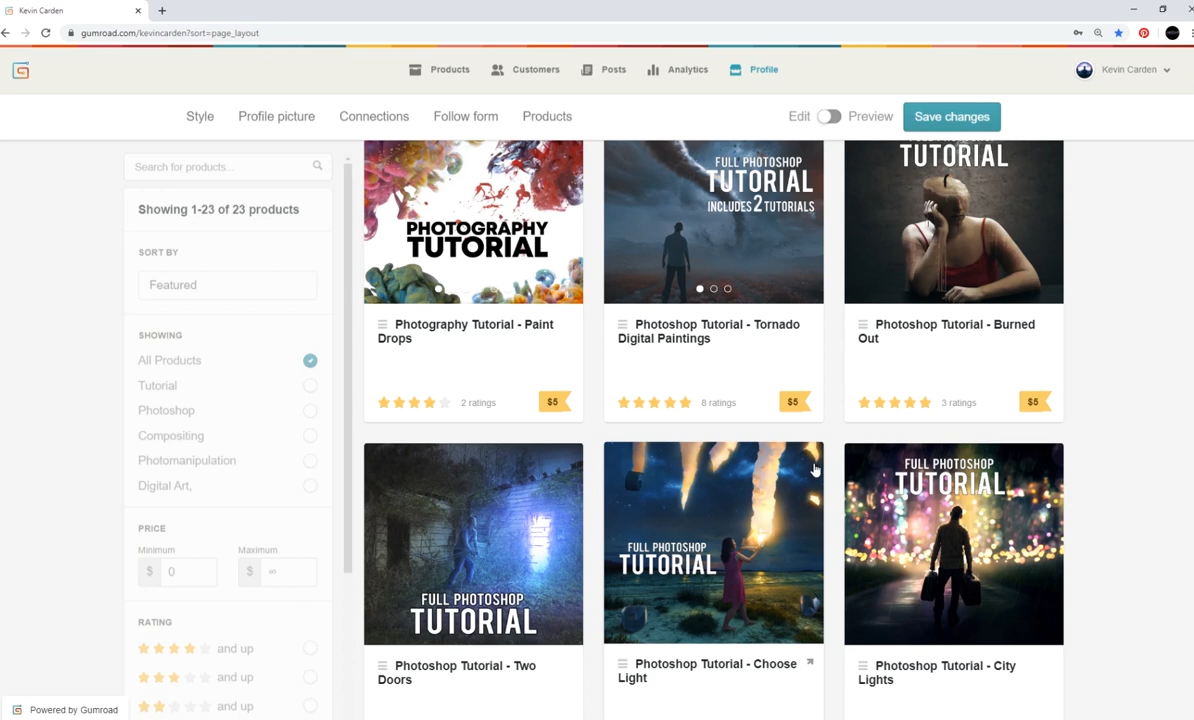 Kevin Carden
gumroad.com/kevincarden?sort=page_layout
Products
Customers
Posts
Analytics
Profile
Kevin Carden
Style
Profile picture
Connections
Follow form
Products
Edit
Preview
Save changes
Search for products...
Showing 1-23 of 23 products
SORT BY
Featured
SHOWING
All Products
Tutorial
Photoshop
Compositing
Photomanipulation
Digital Art,
PRICE
Minimum
Maximum
$ 0
$ ∞
RATING
and up
and up
and up
Powered by Gumroad
PHOTOGRAPHY
TUTORIAL
Photography Tutorial - Paint
Drops
2 ratings
$5
FULL PHOTOSHOP
TUTORIAL
INCLUDES 2 TUTORIALS
Photoshop Tutorial - Tornado
Digital Paintings
8 ratings
$5
TUTORIAL
Photoshop Tutorial - Burned
Out
3 ratings
$5
FULL PHOTOSHOP
TUTORIAL
Photoshop Tutorial - Two
Doors
FULL PHOTOSHOP
TUTORIAL
Photoshop Tutorial - Choose
Light
FULL PHOTOSHOP
TUTORIAL
Photoshop Tutorial - City
Lights